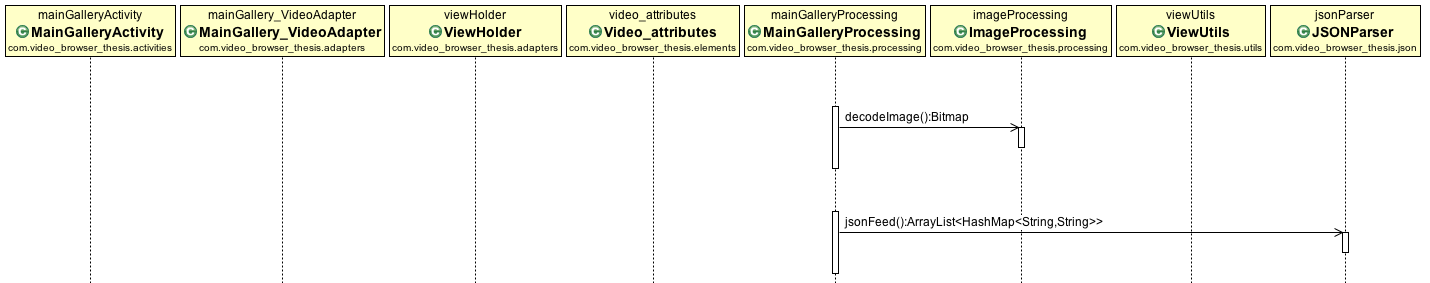 mainGalleryActivity
C MainGalleryActivity
com.video_browser_thesis.activities
mainGallery_VideoAdapter
C MainGallery_VideoAdapter
com.video_browser_thesis.adapters
viewHolder
C ViewHolder
com.video_browser_thesis.adapters
video_attributes
C Video_attributes
com.video_browser_thesis.elements
mainGalleryProcessing
C MainGalleryProcessing
com.video_browser_thesis.processing
imageProcessing
C ImageProcessing
com.video_browser_thesis.processing
viewUtils
C ViewUtils
com.video_browser_thesis.utils
jsonParser
C JSONParser
com.video_browser_thesis.json
decodeImage():Bitmap
jsonFeed():ArrayList<HashMap<String,String>>